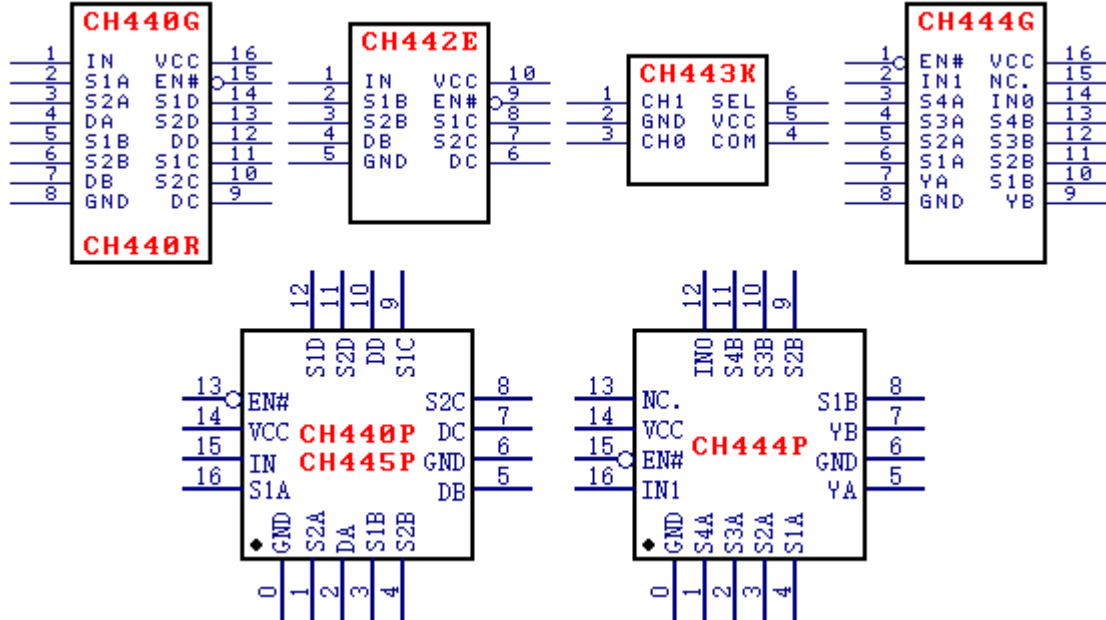 CH440G
1 IN VCC 16
2 S1A EN# 15
3 S2A S1D 14
4 DA S2D 13
5 S1B DD 12
6 S2B S1C 11
7 DB S2C 10
8 GND DC 9
CH440R
CH442E
1 IN VCC 10
2 S1B EN# 9
3 S2B S1C 8
4 DB S2C 7
5 GND DC 6
CH443K
1 CH1 SEL 6
2 GND VCC 5
3 CH0 COM 4
CH444G
1 EN# VCC 16
2 IN1 NC. 15
3 S4A IN0 14
4 S3A S4B 13
5 S2A S3B 12
6 S1A S2B 11
7 YA S1B 10
8 GND YB 9
12 11 10 9
S1D S2D DD S1C
13 EN# S2C 8
14 VCC CH440P DC 7
15 IN CH445P GND 6
16 S1A DB 5
GND S2A DA S1B S2B
0 1 2 3 4
12 11 10 9
IN0 S4B S3B S2B
13 NC. S1B 8
14 VCC YB 7
CH444P
15 EN# GND 6
16 IN1 YA 5
GND S4A S3A S2A S1A
0 1 2 3 4